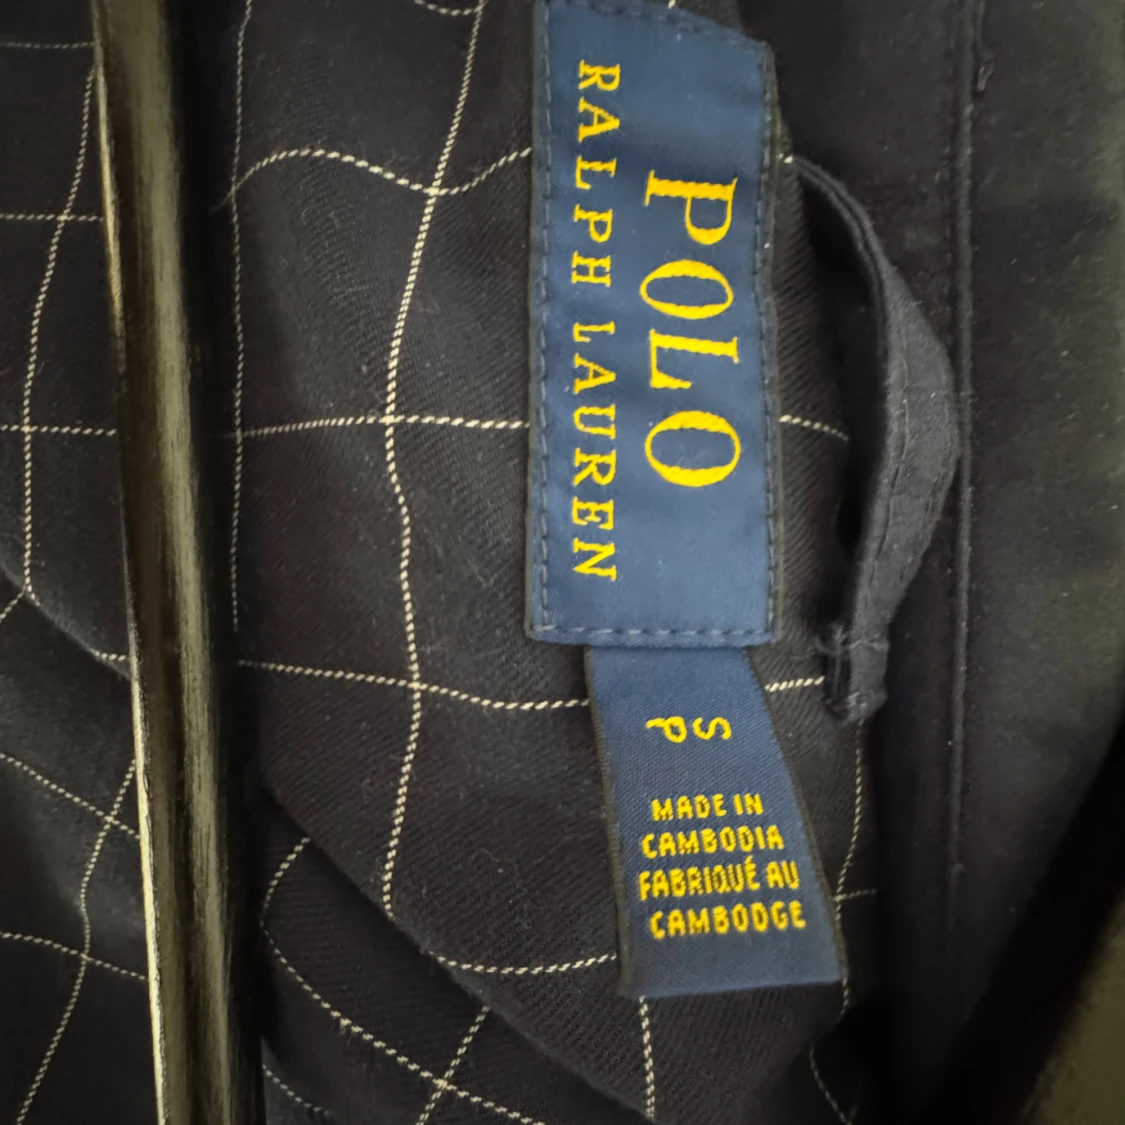 POLO
RALPH LAUREN
S
P
MADE IN
CAMBODIA
FABRIQUÉ AU
CAMBODGE